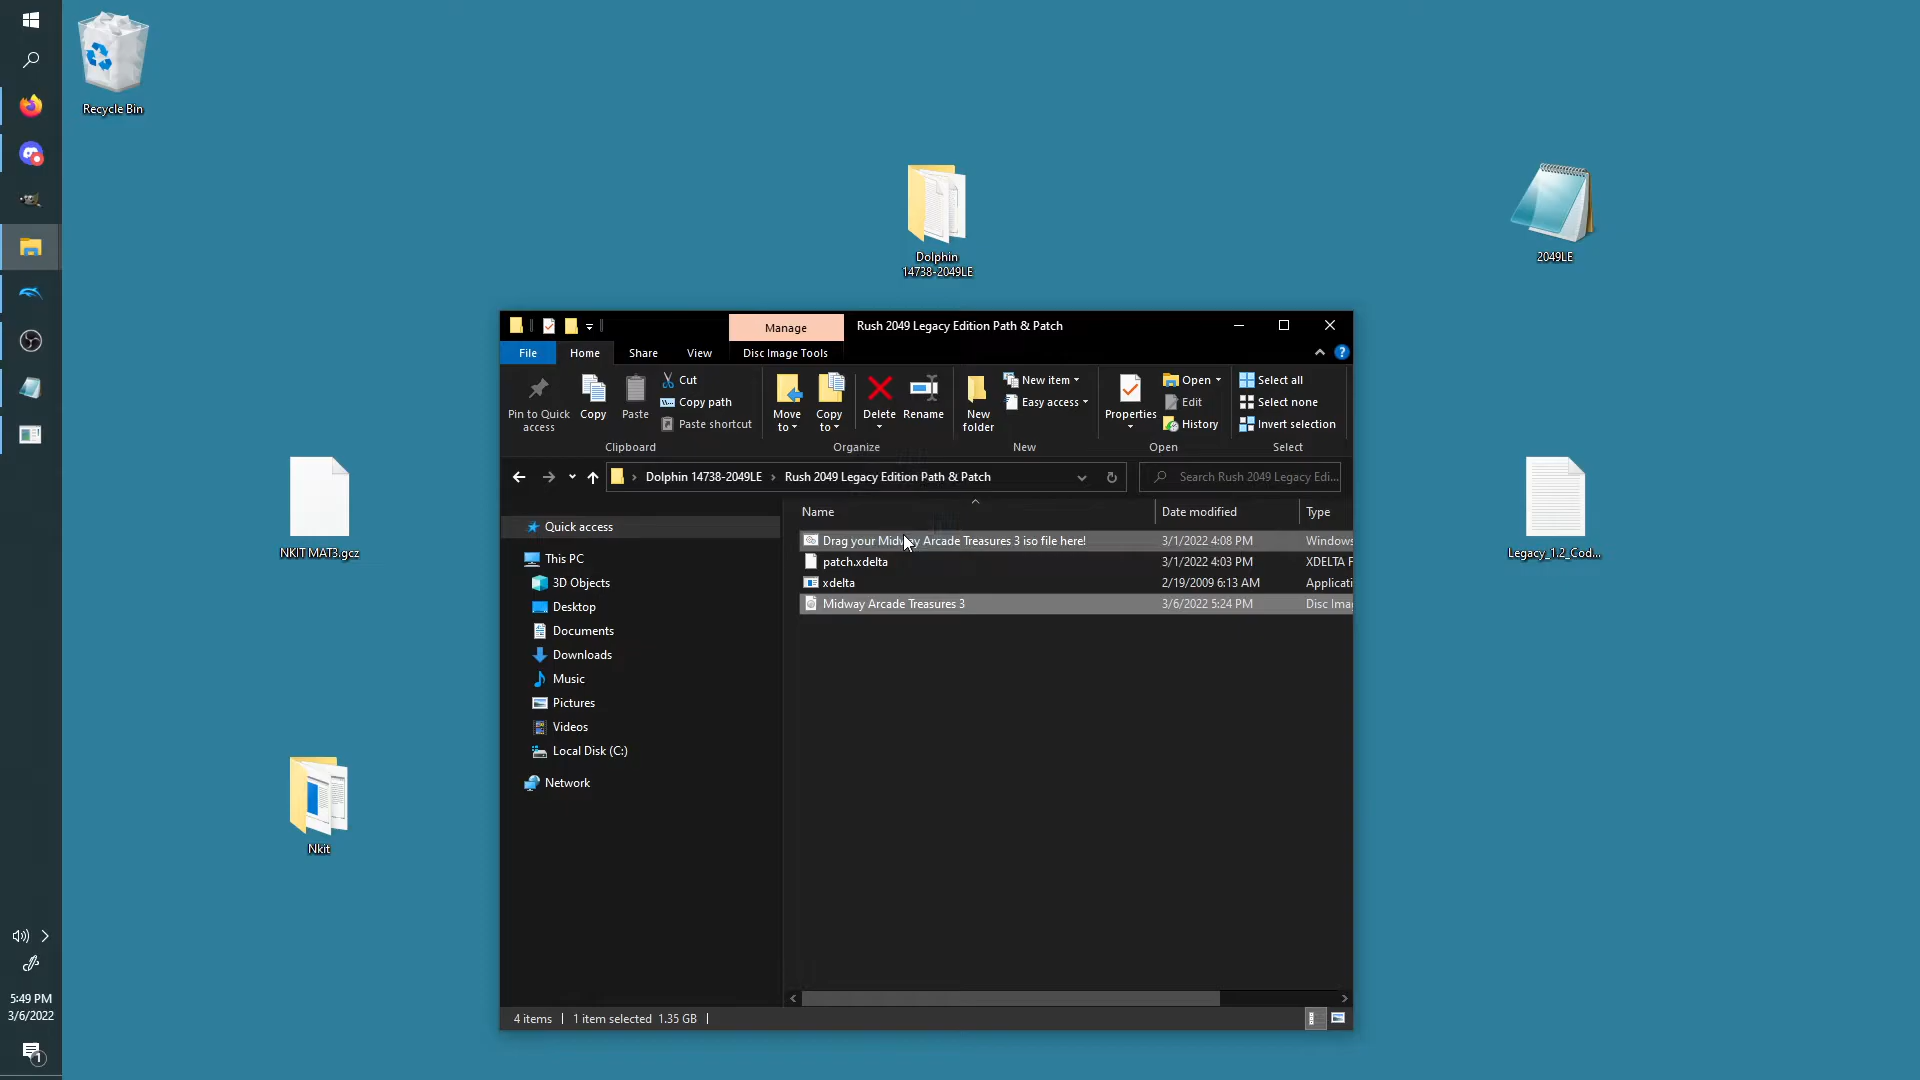 Recycle Bin
Dolphin
14738-2049LE
2049LE
Manage
Rush 2049 Legacy Edition Path & Patch
File
Home
Share
View
Disc Image Tools
Pin to Quick
access
Copy
Paste
Cut
Copy path
Paste shortcut
Move
to
Copy
to
Delete
Rename
New
folder
New item
Easy access
Properties
Open
Edit
History
Select all
Select none
Invert selection
Clipboard
Organize
New
Open
Select
Dolphin 14738-2049LE
Rush 2049 Legacy Edition Path & Patch
Search Rush 2049 Legacy Edi...
Name
Date modified
Type
Drag your Midway Arcade Treasures 3 iso file here!
3/1/2022 4:08 PM
Windows
patch.xdelta
3/1/2022 4:03 PM
XDELTA F
xdelta
2/19/2009 6:13 AM
Applicati
Midway Arcade Treasures 3
3/6/2022 5:24 PM
Disc Ima
Quick access
This PC
3D Objects
Desktop
Documents
Downloads
Music
Pictures
Videos
Local Disk (C:)
Network
4 items
1 item selected 1.35 GB
NKIT MAT3.gcz
Nkit
Legacy_1.2_Cod...
5:49 PM
3/6/2022
1